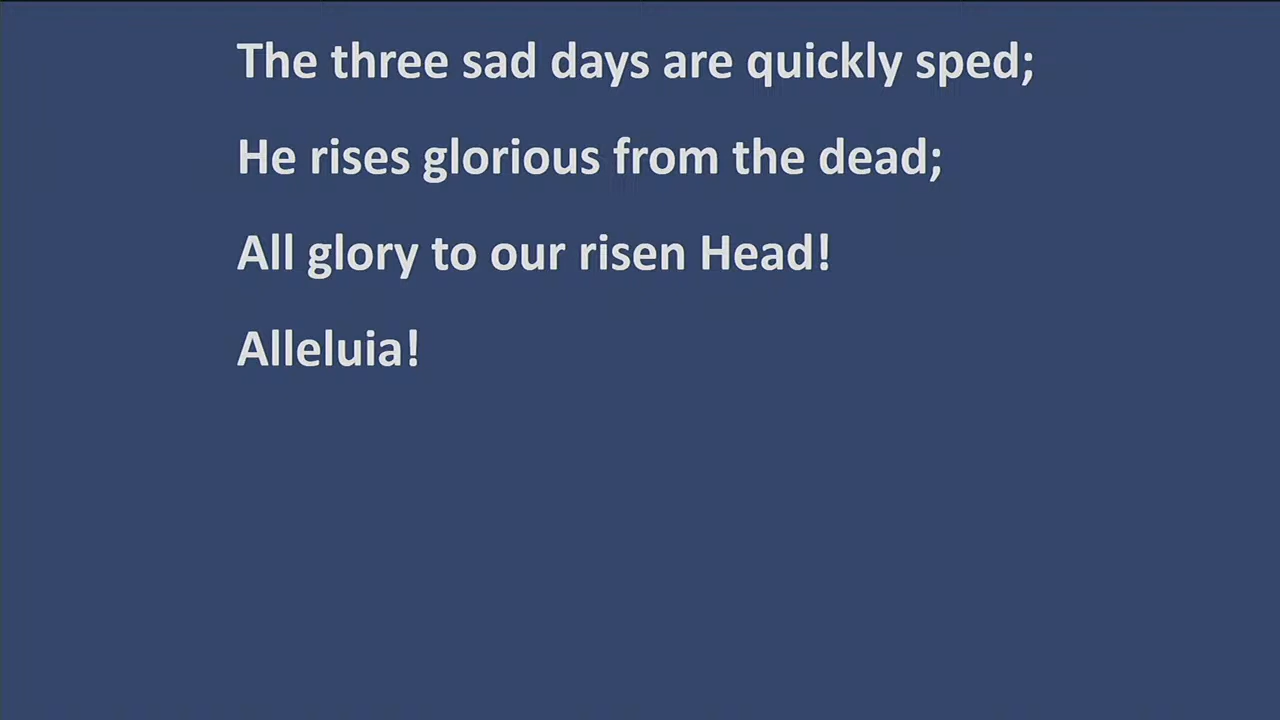 The three sad days are quickly sped;
He rises glorious from the dead;
All glory to our risen Head!
Alleluia!